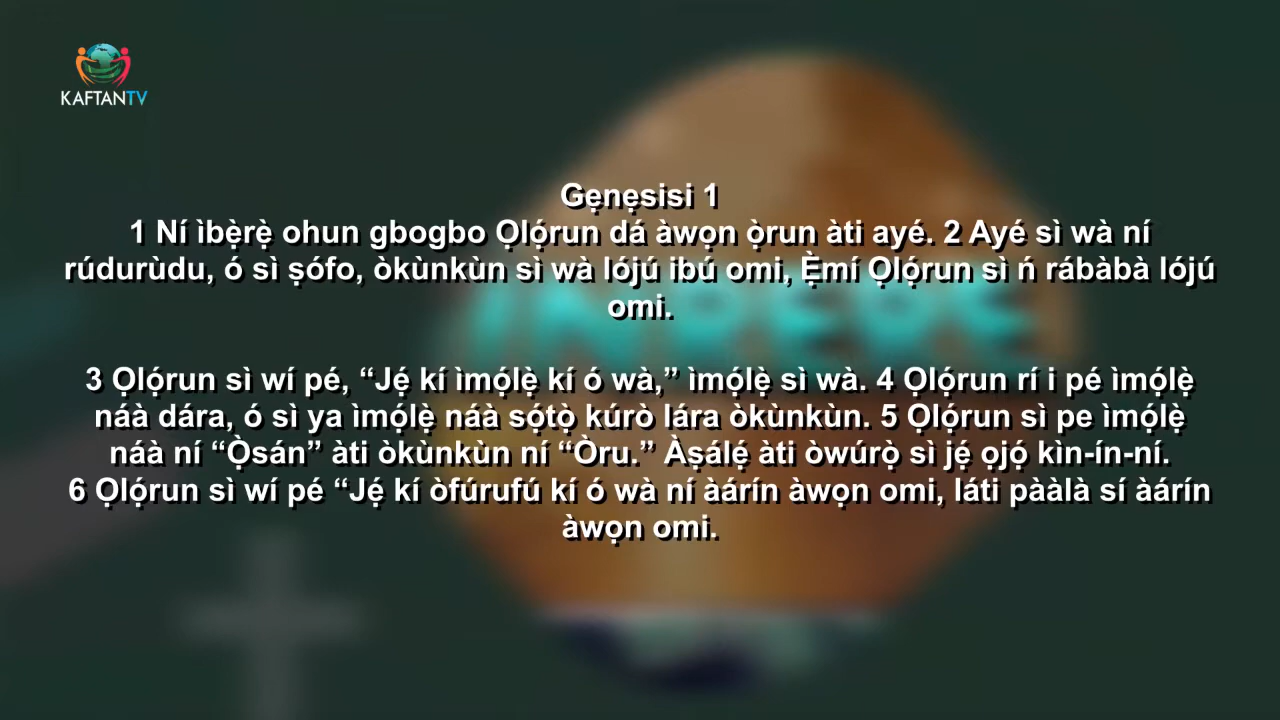 KAFTANTV
Gẹnẹsisi 1
1 Ní ìbẹ̀rẹ̀ ohun gbogbo Ọlọ́run dá àwọn ọ̀run àti ayé. 2 Ayé sì wà ní
rúdurùdu, ó sì ṣófo, òkùnkùn sì wà lójú ibú omi, Ẹ̀mí Ọlọ́run sì ń rábàbà lójú
omi.
3 Ọlọ́run sì wí pé, “Jẹ́ kí ìmọ́lẹ̀ kí ó wà,” ìmọ́lẹ̀ sì wà. 4 Ọlọ́run rí i pé ìmọ́lẹ̀
náà dára, ó sì ya ìmọ́lẹ̀ náà sọ́tọ̀ kúrò lára òkùnkùn. 5 Ọlọ́run sì pe ìmọ́lẹ̀
náà ní “Ọ̀sán” àti òkùnkùn ní “Òru.” Àṣálẹ́ àti òwúrọ̀ sì jẹ́ ọjọ́ kìn-ín-ní.
6 Ọlọ́run sì wí pé “Jẹ́ kí òfúrufú kí ó wà ní àárín àwọn omi, láti pààlà sí àárín
àwọn omi.